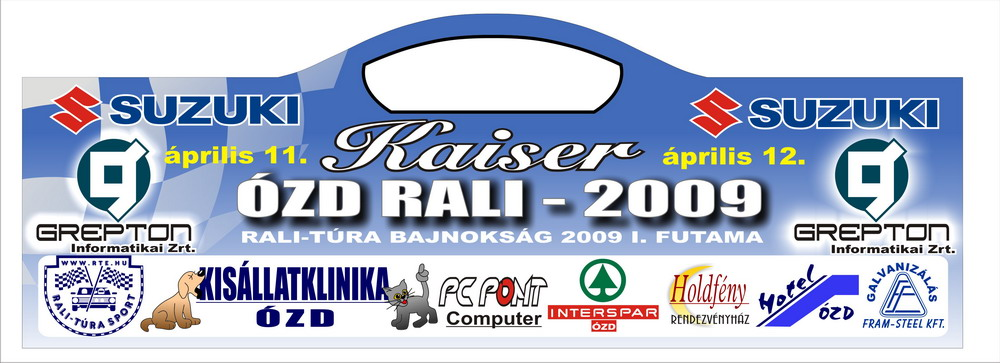 SUZUKI
SUZUKI
Kaiser
április 11.
április 12.
ÓZD RALI - 2009
RALI-TÚRA BAJNOKSÁG 2009 I. FUTAMA
GREPTON
Informatikai Zrt.
GREPTON
Informatikai Zrt.
WWW.RTE.HU
RALI-TÚRA SPORT
KISÁLLATKLINIKA
ÓZD
PC PONT
Computer
INTERSPAR
ÓZD
Holdfény
RENDEZVÉNYHÁZ
Hotel
ÓZD
GALVANIZÁLÁS
FRAM-STEEL KFT.